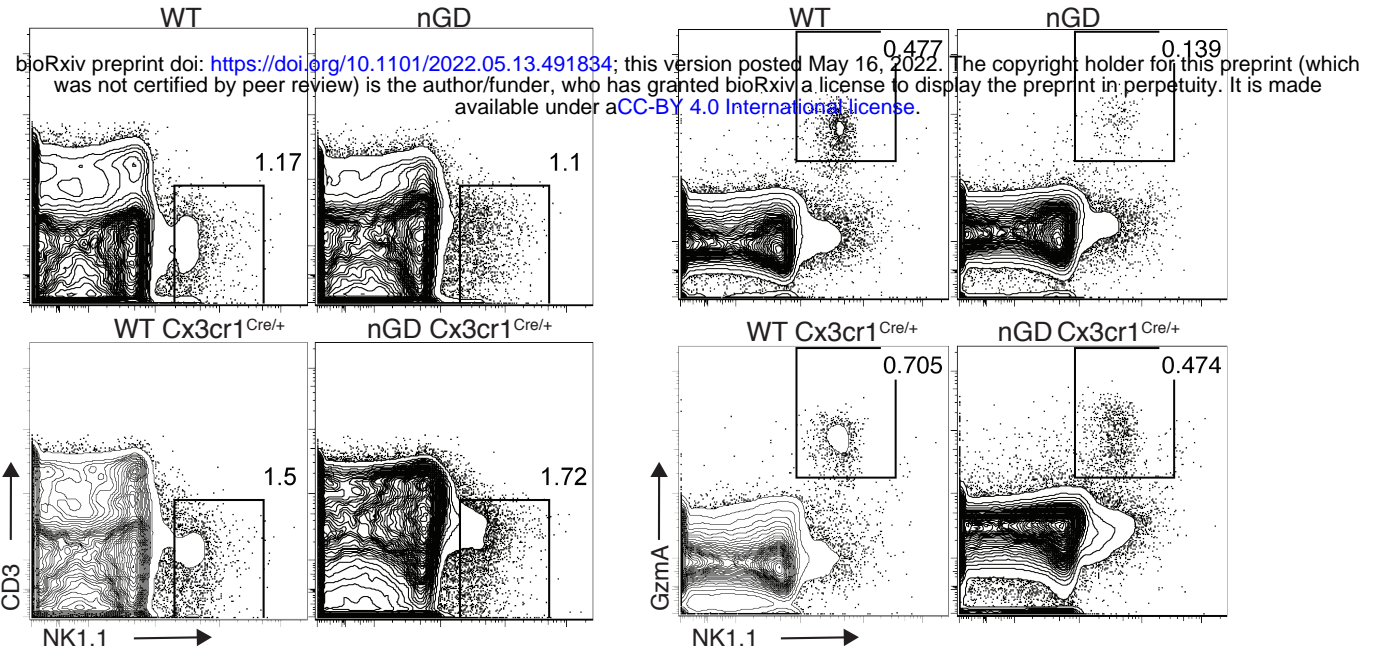 WT nGD WT nGD
0.477 0.139
bioRxiv preprint doi: https://doi.org/10.1101/2022.05.13.491834; this version posted May 16, 2022. The copyright holder for this preprint (which
was not certified by peer review) is the author/funder, who has granted bioRxiv a license to display the preprint in perpetuity. It is made
available under aCC-BY 4.0 International license.
1.17 1.1
WT Cx3cr1Cre/+ nGD Cx3cr1Cre/+ WT Cx3cr1Cre/+ nGD Cx3cr1Cre/+
0.705 0.474
1.5 1.72
CD3 GzmA
NK1.1 NK1.1